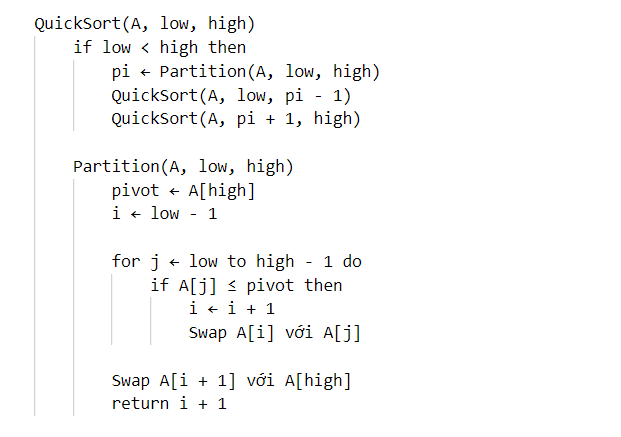 QuickSort(A, low, high)
    if low < high then
        pi ← Partition(A, low, high)
        QuickSort(A, low, pi - 1)
        QuickSort(A, pi + 1, high)

    Partition(A, low, high)
        pivot ← A[high]
        i ← low - 1

        for j ← low to high - 1 do
            if A[j] ≤ pivot then
                i ← i + 1
                Swap A[i] với A[j]

        Swap A[i + 1] với A[high]
        return i + 1